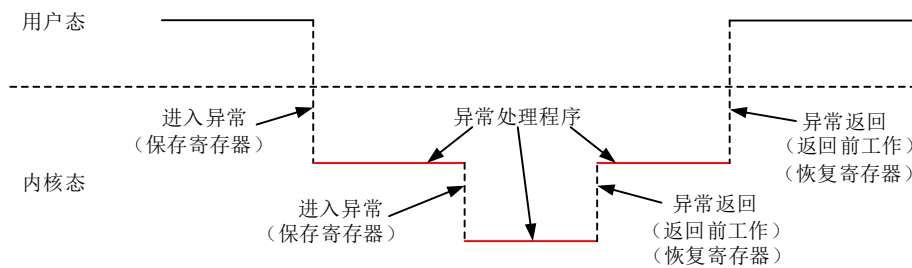 用户态
进入异常
（保存寄存器）
异常处理程序
异常返回
（返回前工作）
（恢复寄存器）
内核态
进入异常
（保存寄存器）
异常返回
（返回前工作）
（恢复寄存器）